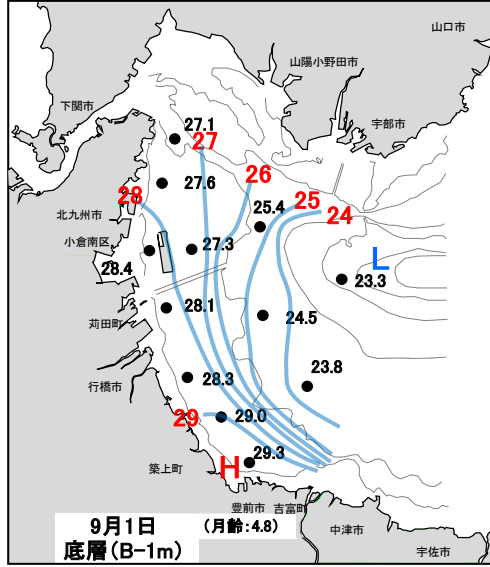 山口市
山陽小野田市
下関市
宇部市
27.1
27
26
27.6
28
25
24
北九州市
25.4
小倉南区
27.3
28.4
L
23.3
28.1
24.5
苅田町
28.3
23.8
行橋市
29
29.0
29.3
築上町
H
豊前市
吉富町
9月1日
(月齢:4.8)
底層(B-1m)
中津市
宇佐市